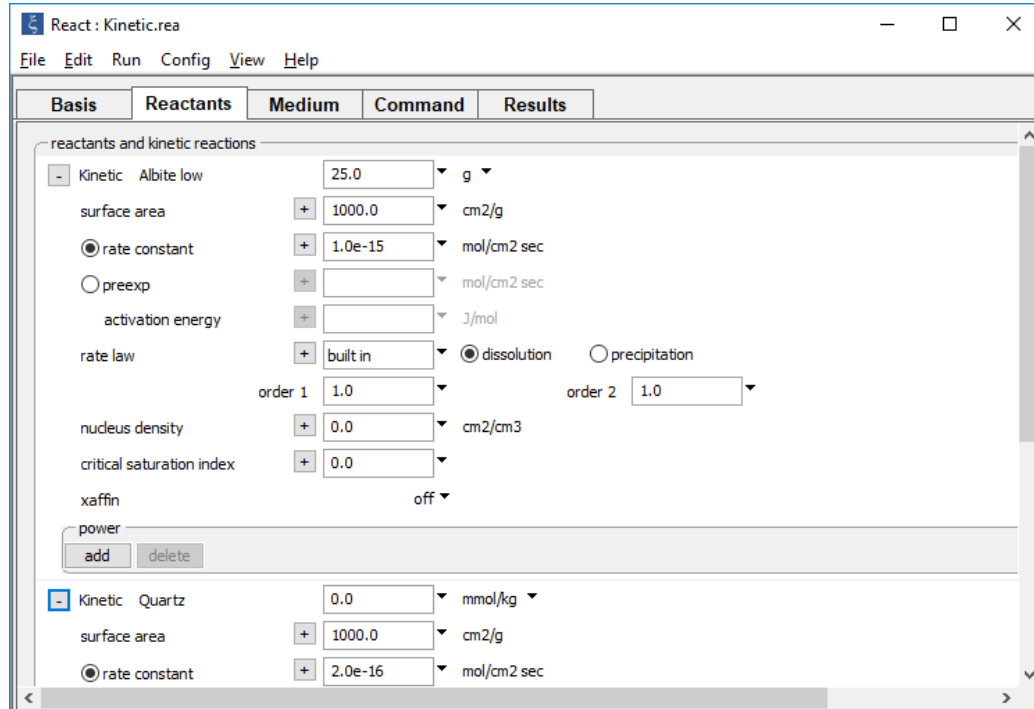 React : Kinetic.rea
File Edit Run Config View Help
Basis Reactants Medium Command Results
reactants and kinetic reactions
- Kinetic Albite low 25.0 g
surface area + 1000.0 cm2/g
rate constant + 1.0e-15 mol/cm2 sec
preexp + mol/cm2 sec
activation energy + J/mol
rate law + built in dissolution precipitation
order 1 1.0 order 2 1.0
nucleus density + 0.0 cm2/cm3
critical saturation index + 0.0
xaffin off
power
add delete
- Kinetic Quartz 0.0 mmol/kg
surface area + 1000.0 cm2/g
rate constant + 2.0e-16 mol/cm2 sec